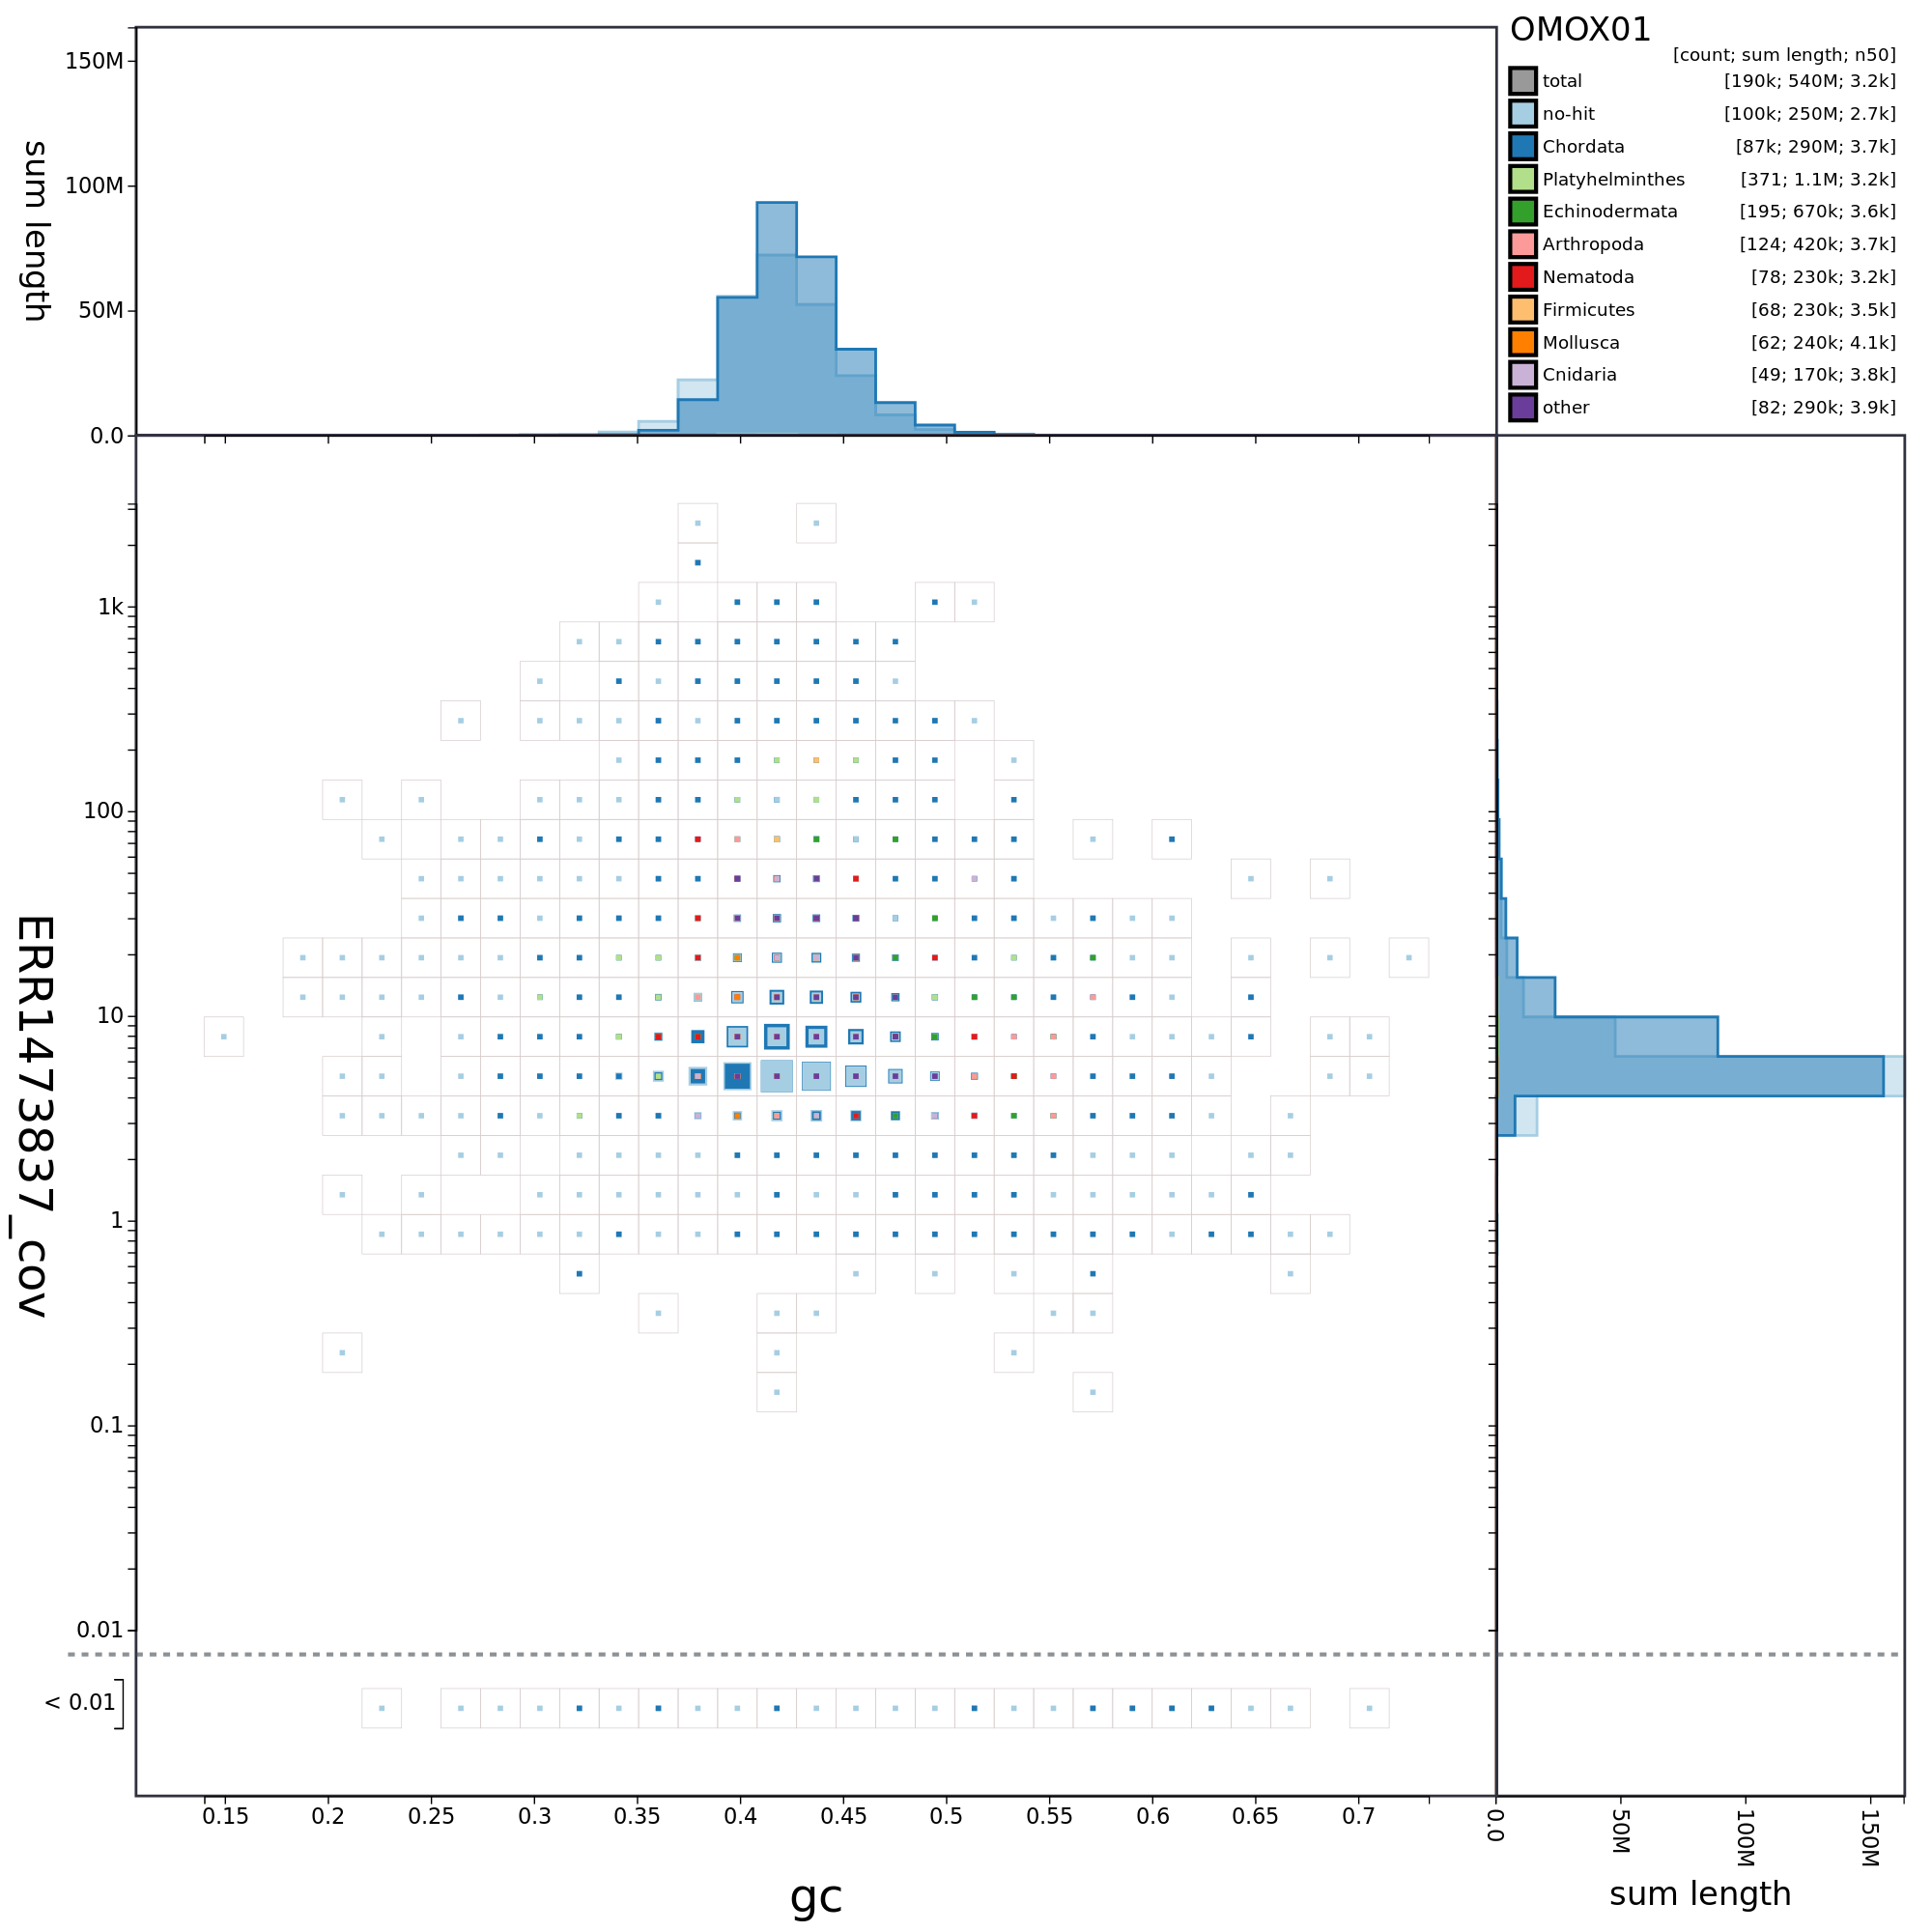 OMOX01
[count; sum length; n50]
total [190k; 540M; 3.2k]
no-hit [100k; 250M; 2.7k]
Chordata [87k; 290M; 3.7k]
Platyhelminthes [371; 1.1M; 3.2k]
Echinodermata [195; 670k; 3.6k]
Arthropoda [124; 420k; 3.7k]
Nematoda [78; 230k; 3.2k]
Firmicutes [68; 230k; 3.5k]
Mollusca [62; 240k; 4.1k]
Cnidaria [49; 170k; 3.8k]
other [82; 290k; 3.9k]
sum length
150M
100M
50M
0.0
ERR1473837_cov
1k
100
10
1
0.1
0.01
< 0.01
0.15 0.2 0.25 0.3 0.35 0.4 0.45 0.5 0.55 0.6 0.65 0.7
gc
0.0 50M 100M 150M
sum length